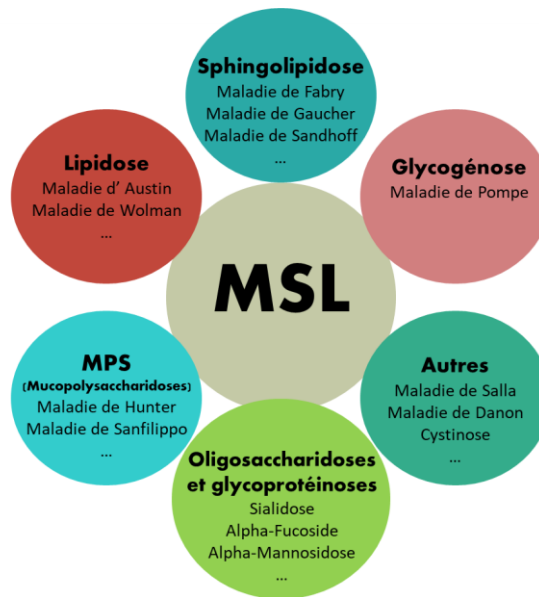 Sphingolipidose
Maladie de Fabry
Maladie de Gaucher
Maladie de Sandhoff
...
Lipidose
Maladie d' Austin
Maladie de Wolman
...
Glycogénose
Maladie de Pompe
MSL
MPS
(Mucopolysaccharidoses)
Maladie de Hunter
Maladie de Sanfilippo
...
Autres
Maladie de Salla
Maladie de Danon
Cystinose
...
Oligosaccharidoses
et glycoprotéinoses
Sialidose
Alpha-Fucoside
Alpha-Mannosidose
...